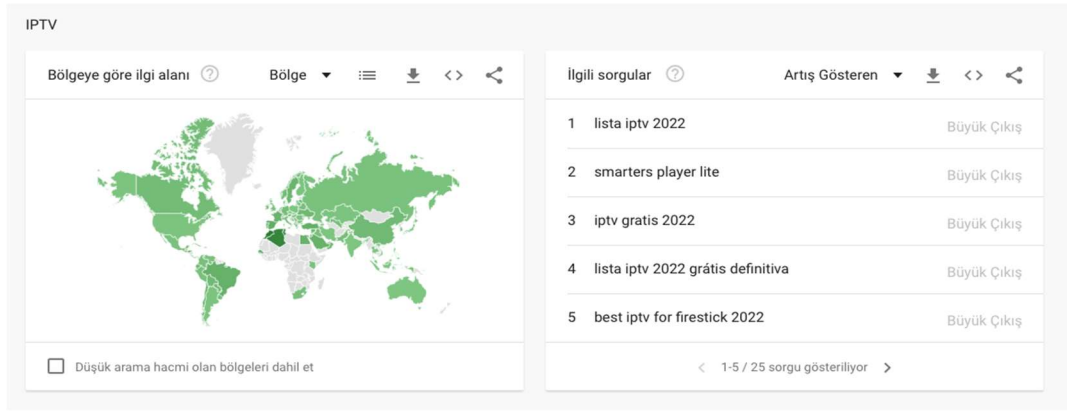 IPTV
Bölgeye göre ilgi alanı
Bölge
İlgili sorgular
Artış Gösteren
1 lista iptv 2022 Büyük Çıkış
2 smarters player lite Büyük Çıkış
3 iptv gratis 2022 Büyük Çıkış
4 lista iptv 2022 grátis definitiva Büyük Çıkış
5 best iptv for firestick 2022 Büyük Çıkış
Düşük arama hacmi olan bölgeleri dahil et
1-5 / 25 sorgu gösteriliyor